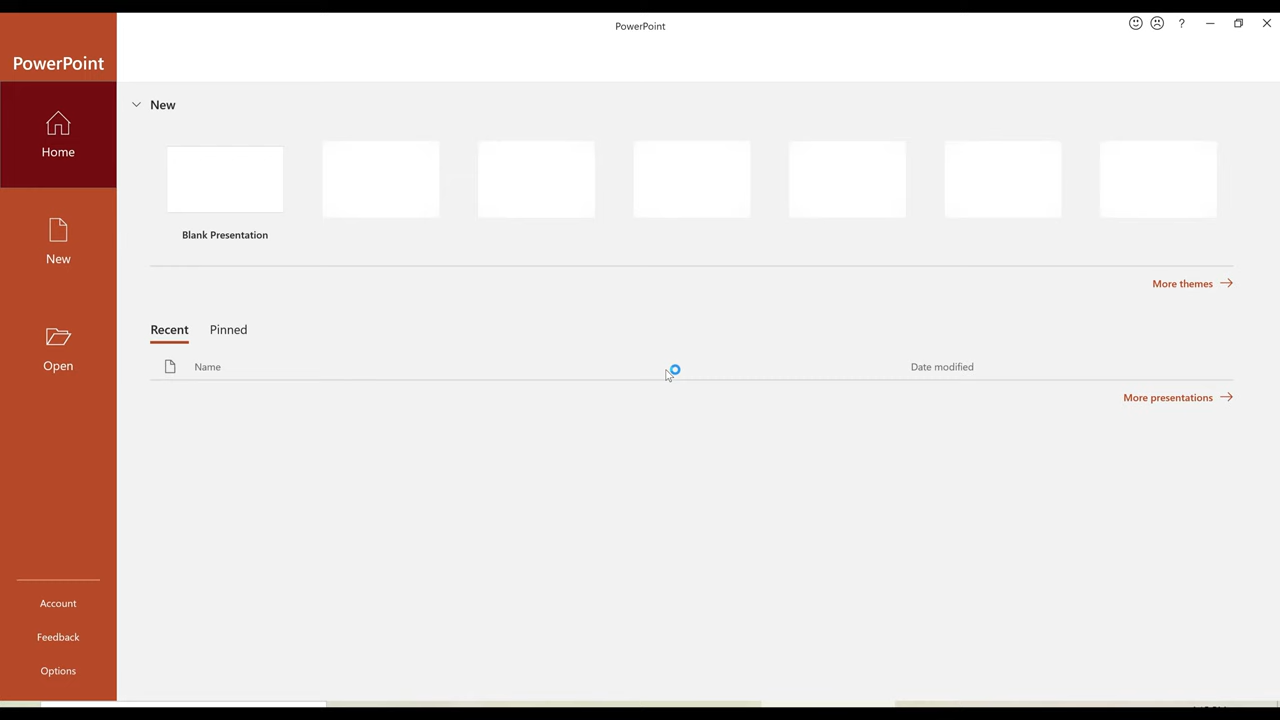 PowerPoint
PowerPoint
Home
New
Open
Account
Feedback
Options
New
Blank Presentation
More themes
Recent Pinned
Name Date modified
More presentations